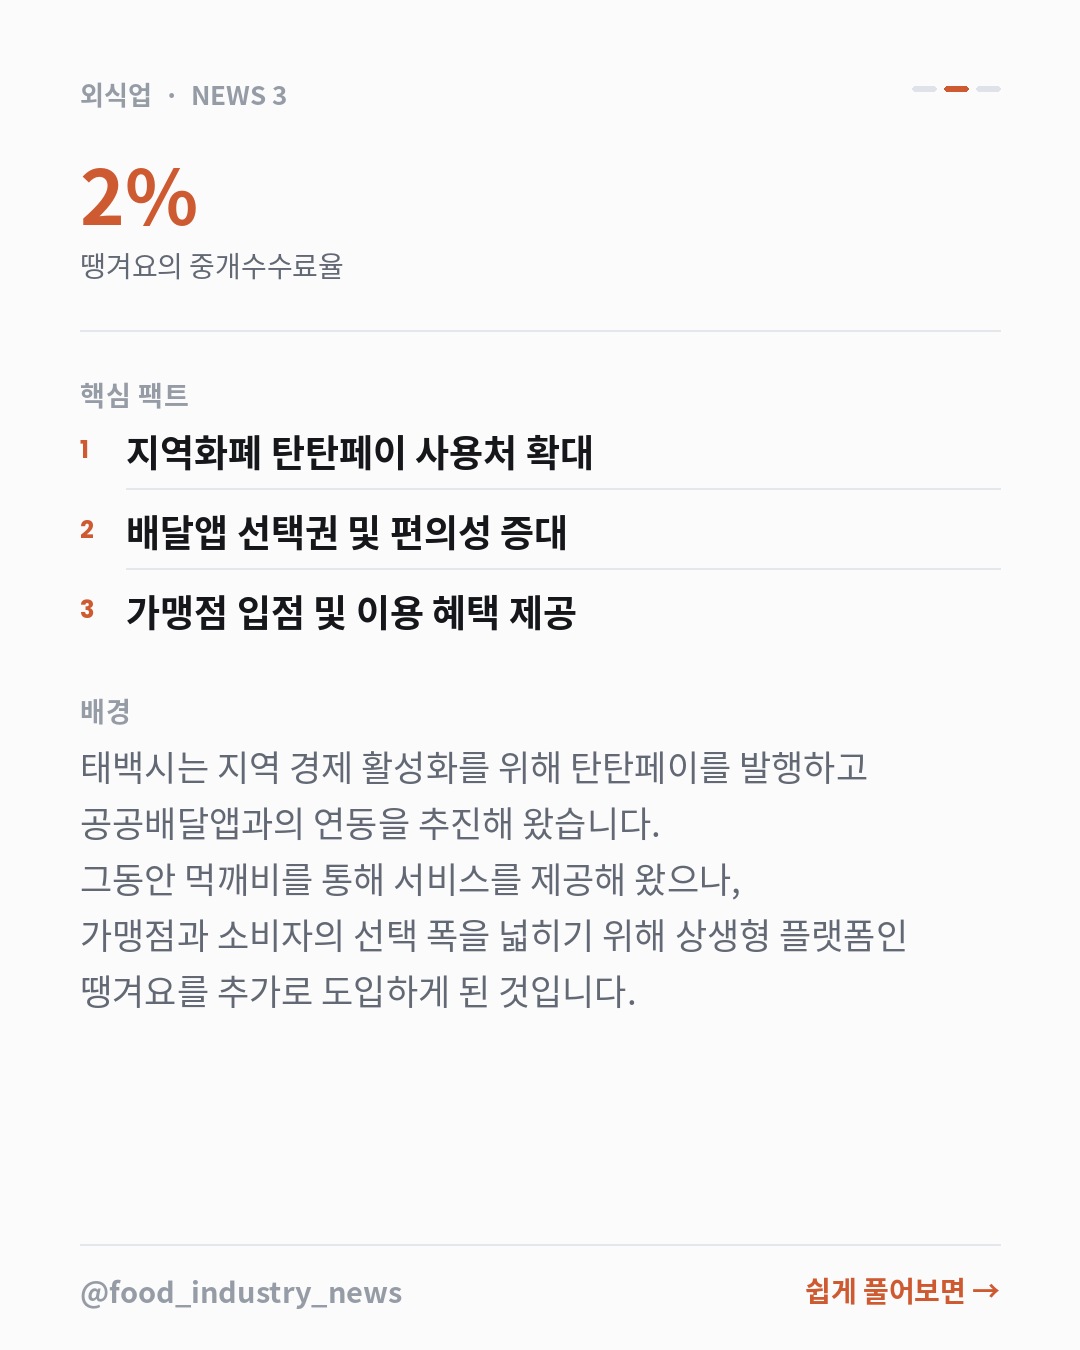 외식업 · NEWS 3
2%
땡겨요의 중개수수료율
핵심 팩트
1 지역화폐 탄탄페이 사용처 확대
2 배달앱 선택권 및 편의성 증대
3 가맹점 입점 및 이용 혜택 제공
배경
태백시는 지역 경제 활성화를 위해 탄탄페이를 발행하고
공공배달앱과의 연동을 추진해 왔습니다.
그동안 먹깨비를 통해 서비스를 제공해 왔으나,
가맹점과 소비자의 선택 폭을 넓히기 위해 상생형 플랫폼인
땡겨요를 추가로 도입하게 된 것입니다.
@food_industry_news
쉽게 풀어보면 →